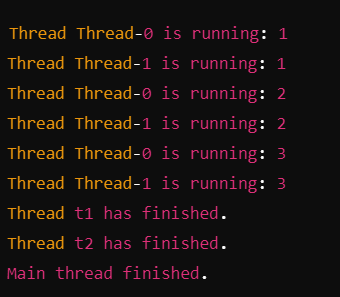 Thread Thread-0 is running: 1
Thread Thread-1 is running: 1
Thread Thread-0 is running: 2
Thread Thread-1 is running: 2
Thread Thread-0 is running: 3
Thread Thread-1 is running: 3
Thread t1 has finished.
Thread t2 has finished.
Main thread finished.